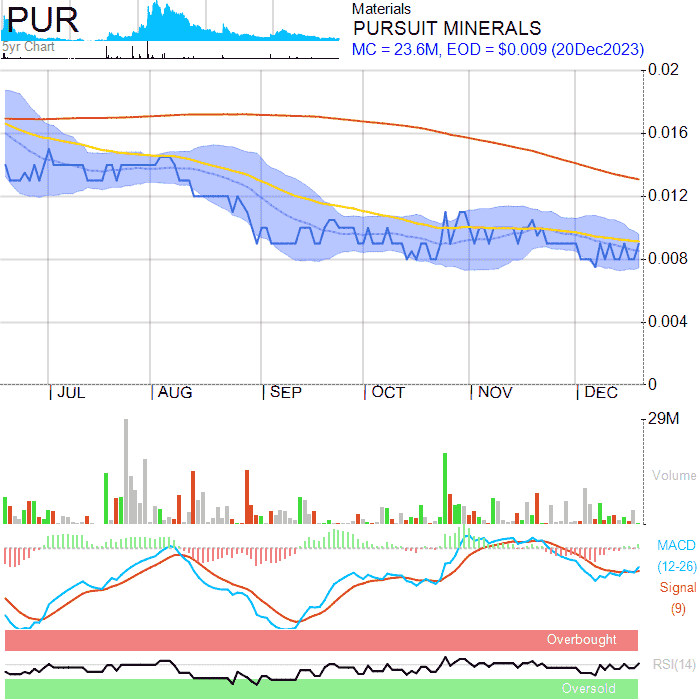 PUR
5yr Chart
Materials
PURSUIT MINERALS
MC = 23.6M, EOD = $0.009 (20Dec2023)
0.02
0.016
0.012
0.008
0.004
0
JUL AUG SEP OCT NOV DEC
29M
Volume
MACD
(12-26)
Signal
(9)
Overbought
RSI(14)
Oversold